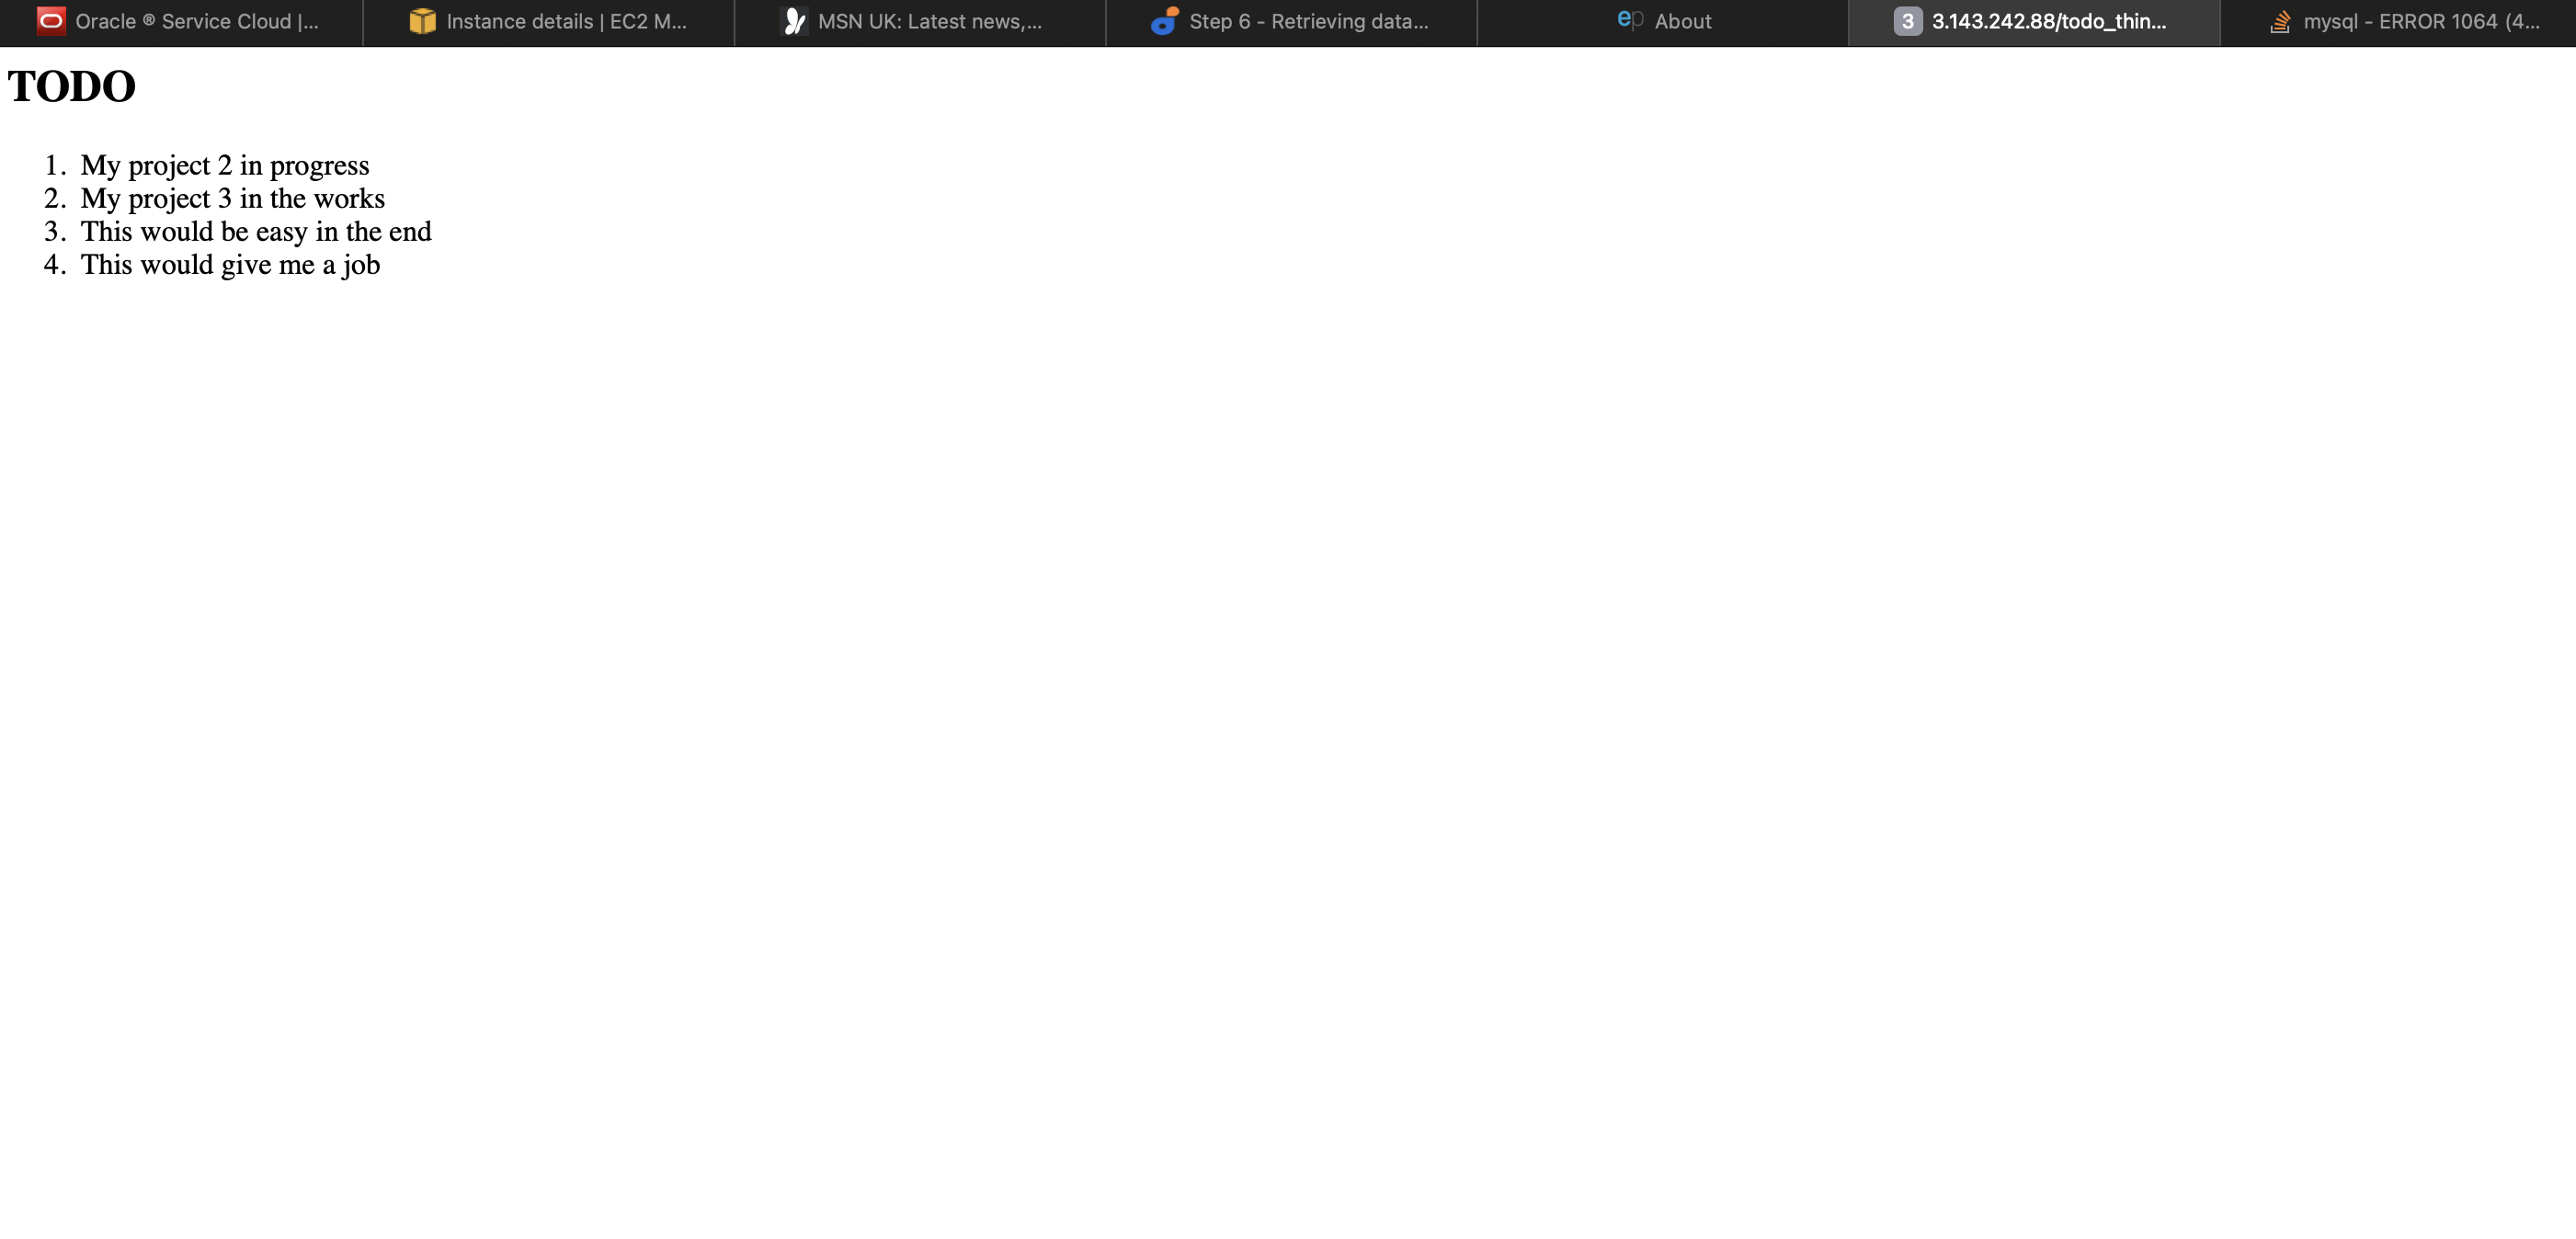 Oracle ® Service Cloud |...
Instance details | EC2 M...
MSN UK: Latest news,...
Step 6 - Retrieving data...
ep About
3 3.143.242.88/todo_thin...
mysql - ERROR 1064 (4...
TODO
1. My project 2 in progress
2. My project 3 in the works
3. This would be easy in the end
4. This would give me a job